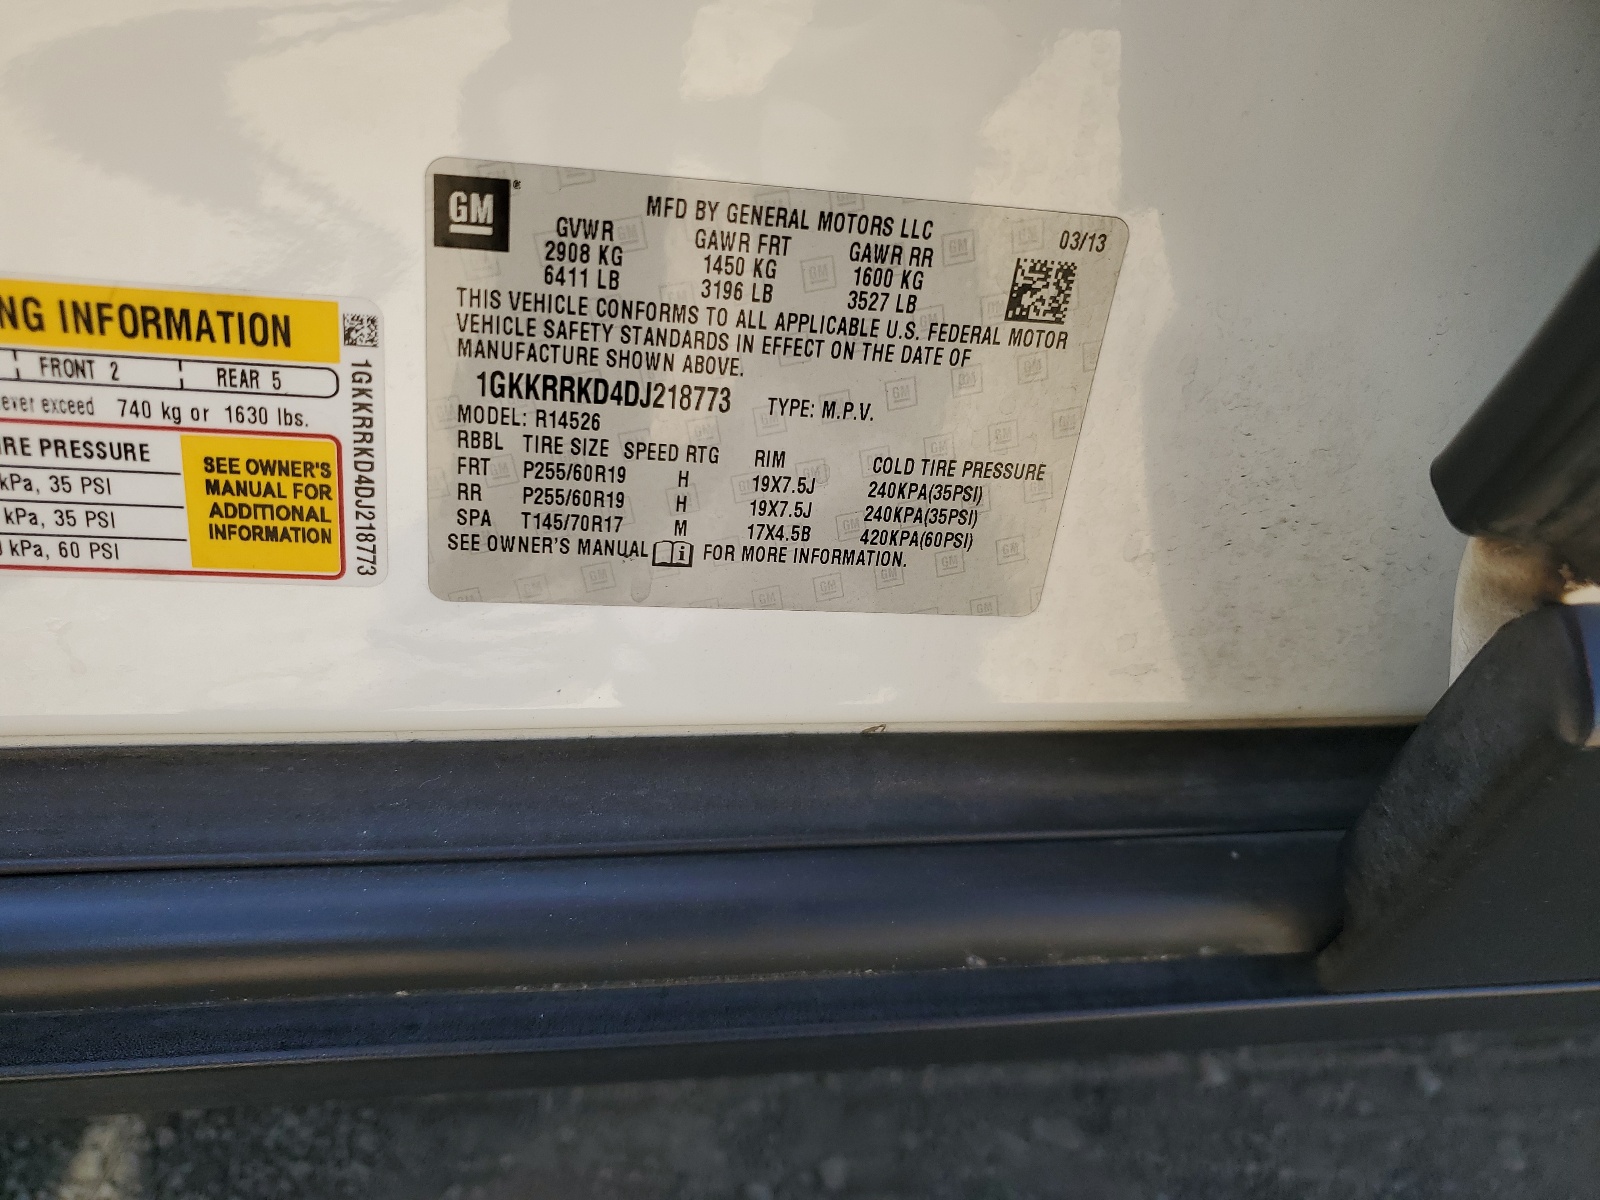 NG INFORMATION
FRONT 2 REAR 5
ever exceed 740 kg or 1630 lbs.
RE PRESSURE
kPa, 35 PSI
kPa, 35 PSI
kPa, 60 PSI
SEE OWNER'S
MANUAL FOR
ADDITIONAL
INFORMATION
1GKKRRKD4DJ218773
GM
MFD BY GENERAL MOTORS LLC
03/13
GVWR GAWR FRT GAWR RR
2908 KG 1450 KG 1600 KG
6411 LB 3196 LB 3527 LB
THIS VEHICLE CONFORMS TO ALL APPLICABLE U.S. FEDERAL MOTOR
VEHICLE SAFETY STANDARDS IN EFFECT ON THE DATE OF
MANUFACTURE SHOWN ABOVE.
1GKKRRKD4DJ218773 TYPE: M.P.V.
MODEL: R14526
RBBL TIRE SIZE SPEED RTG RIM COLD TIRE PRESSURE
FRT P255/60R19 H 19X7.5J 240KPA(35PSI)
RR P255/60R19 H 19X7.5J 240KPA(35PSI)
SPA T145/70R17 M 17X4.5B 420KPA(60PSI)
SEE OWNER'S MANUAL FOR MORE INFORMATION.